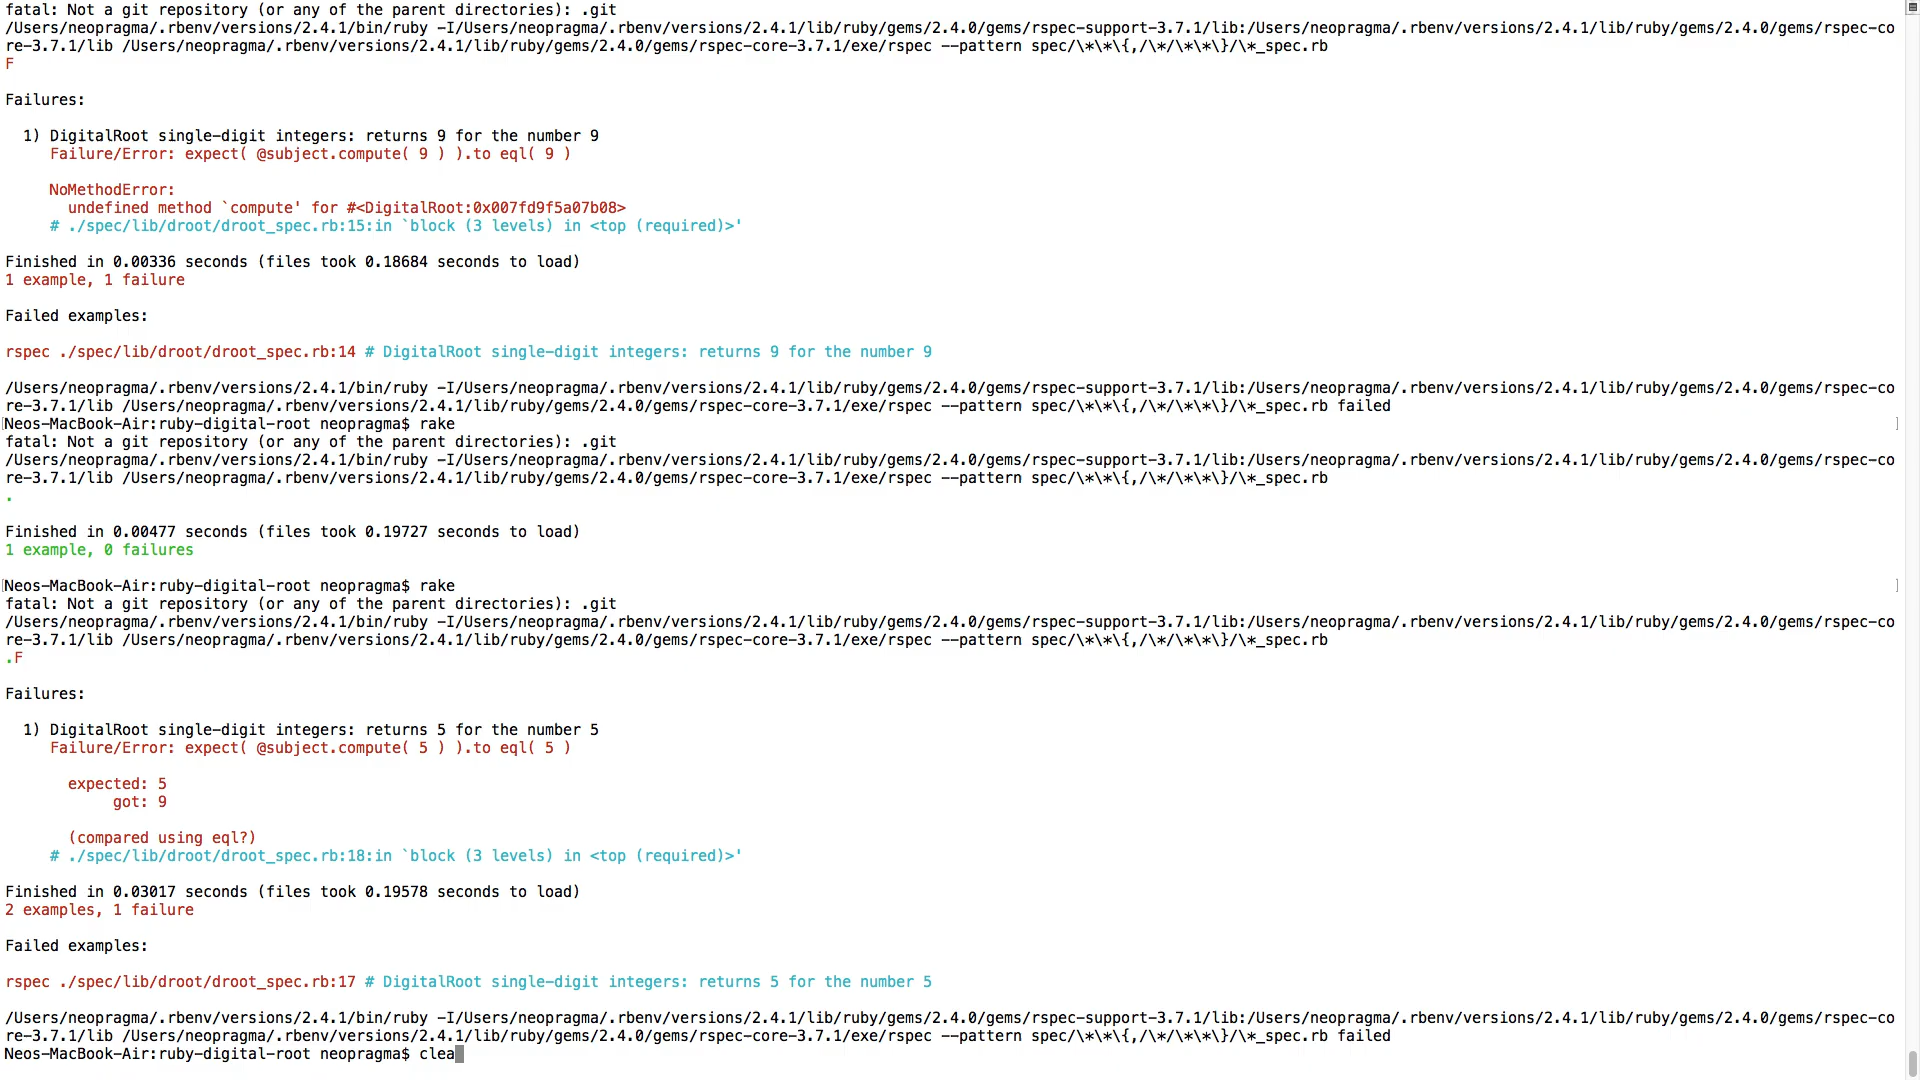 fatal: Not a git repository (or any of the parent directories): .git
/Users/neopragma/.rbenv/versions/2.4.1/bin/ruby -I/Users/neopragma/.rbenv/versions/2.4.1/lib/ruby/gems/2.4.0/gems/rspec-support-3.7.1/lib:/Users/neopragma/.rbenv/versions/2.4.1/lib/ruby/gems/2.4.0/gems/rspec-co
re-3.7.1/lib /Users/neopragma/.rbenv/versions/2.4.1/lib/ruby/gems/2.4.0/gems/rspec-core-3.7.1/exe/rspec --pattern spec/\*\*\{,/\*/\*\*\}/\*_spec.rb
F
Failures:
1) DigitalRoot single-digit integers: returns 9 for the number 9
Failure/Error: expect( @subject.compute( 9 ) ).to eql( 9 )
NoMethodError:
undefined method `compute' for #<DigitalRoot:0x007fd9f5a07b08>
# ./spec/lib/droot/droot_spec.rb:15:in `block (3 levels) in <top (required)>'
Finished in 0.00336 seconds (files took 0.18684 seconds to load)
1 example, 1 failure
Failed examples:
rspec ./spec/lib/droot/droot_spec.rb:14 # DigitalRoot single-digit integers: returns 9 for the number 9
/Users/neopragma/.rbenv/versions/2.4.1/bin/ruby -I/Users/neopragma/.rbenv/versions/2.4.1/lib/ruby/gems/2.4.0/gems/rspec-support-3.7.1/lib:/Users/neopragma/.rbenv/versions/2.4.1/lib/ruby/gems/2.4.0/gems/rspec-co
re-3.7.1/lib /Users/neopragma/.rbenv/versions/2.4.1/lib/ruby/gems/2.4.0/gems/rspec-core-3.7.1/exe/rspec --pattern spec/\*\*\{,/\*/\*\*\}/\*_spec.rb failed
[Neos-MacBook-Air:ruby-digital-root neopragma$ rake ]
fatal: Not a git repository (or any of the parent directories): .git
/Users/neopragma/.rbenv/versions/2.4.1/bin/ruby -I/Users/neopragma/.rbenv/versions/2.4.1/lib/ruby/gems/2.4.0/gems/rspec-support-3.7.1/lib:/Users/neopragma/.rbenv/versions/2.4.1/lib/ruby/gems/2.4.0/gems/rspec-co
re-3.7.1/lib /Users/neopragma/.rbenv/versions/2.4.1/lib/ruby/gems/2.4.0/gems/rspec-core-3.7.1/exe/rspec --pattern spec/\*\*\{,/\*/\*\*\}/\*_spec.rb
.
Finished in 0.00477 seconds (files took 0.19727 seconds to load)
1 example, 0 failures
[Neos-MacBook-Air:ruby-digital-root neopragma$ rake ]
fatal: Not a git repository (or any of the parent directories): .git
/Users/neopragma/.rbenv/versions/2.4.1/bin/ruby -I/Users/neopragma/.rbenv/versions/2.4.1/lib/ruby/gems/2.4.0/gems/rspec-support-3.7.1/lib:/Users/neopragma/.rbenv/versions/2.4.1/lib/ruby/gems/2.4.0/gems/rspec-co
re-3.7.1/lib /Users/neopragma/.rbenv/versions/2.4.1/lib/ruby/gems/2.4.0/gems/rspec-core-3.7.1/exe/rspec --pattern spec/\*\*\{,/\*/\*\*\}/\*_spec.rb
.F
Failures:
1) DigitalRoot single-digit integers: returns 5 for the number 5
Failure/Error: expect( @subject.compute( 5 ) ).to eql( 5 )
expected: 5
got: 9
(compared using eql?)
# ./spec/lib/droot/droot_spec.rb:18:in `block (3 levels) in <top (required)>'
Finished in 0.03017 seconds (files took 0.19578 seconds to load)
2 examples, 1 failure
Failed examples:
rspec ./spec/lib/droot/droot_spec.rb:17 # DigitalRoot single-digit integers: returns 5 for the number 5
/Users/neopragma/.rbenv/versions/2.4.1/bin/ruby -I/Users/neopragma/.rbenv/versions/2.4.1/lib/ruby/gems/2.4.0/gems/rspec-support-3.7.1/lib:/Users/neopragma/.rbenv/versions/2.4.1/lib/ruby/gems/2.4.0/gems/rspec-co
re-3.7.1/lib /Users/neopragma/.rbenv/versions/2.4.1/lib/ruby/gems/2.4.0/gems/rspec-core-3.7.1/exe/rspec --pattern spec/\*\*\{,/\*/\*\*\}/\*_spec.rb failed
Neos-MacBook-Air:ruby-digital-root neopragma$ clea